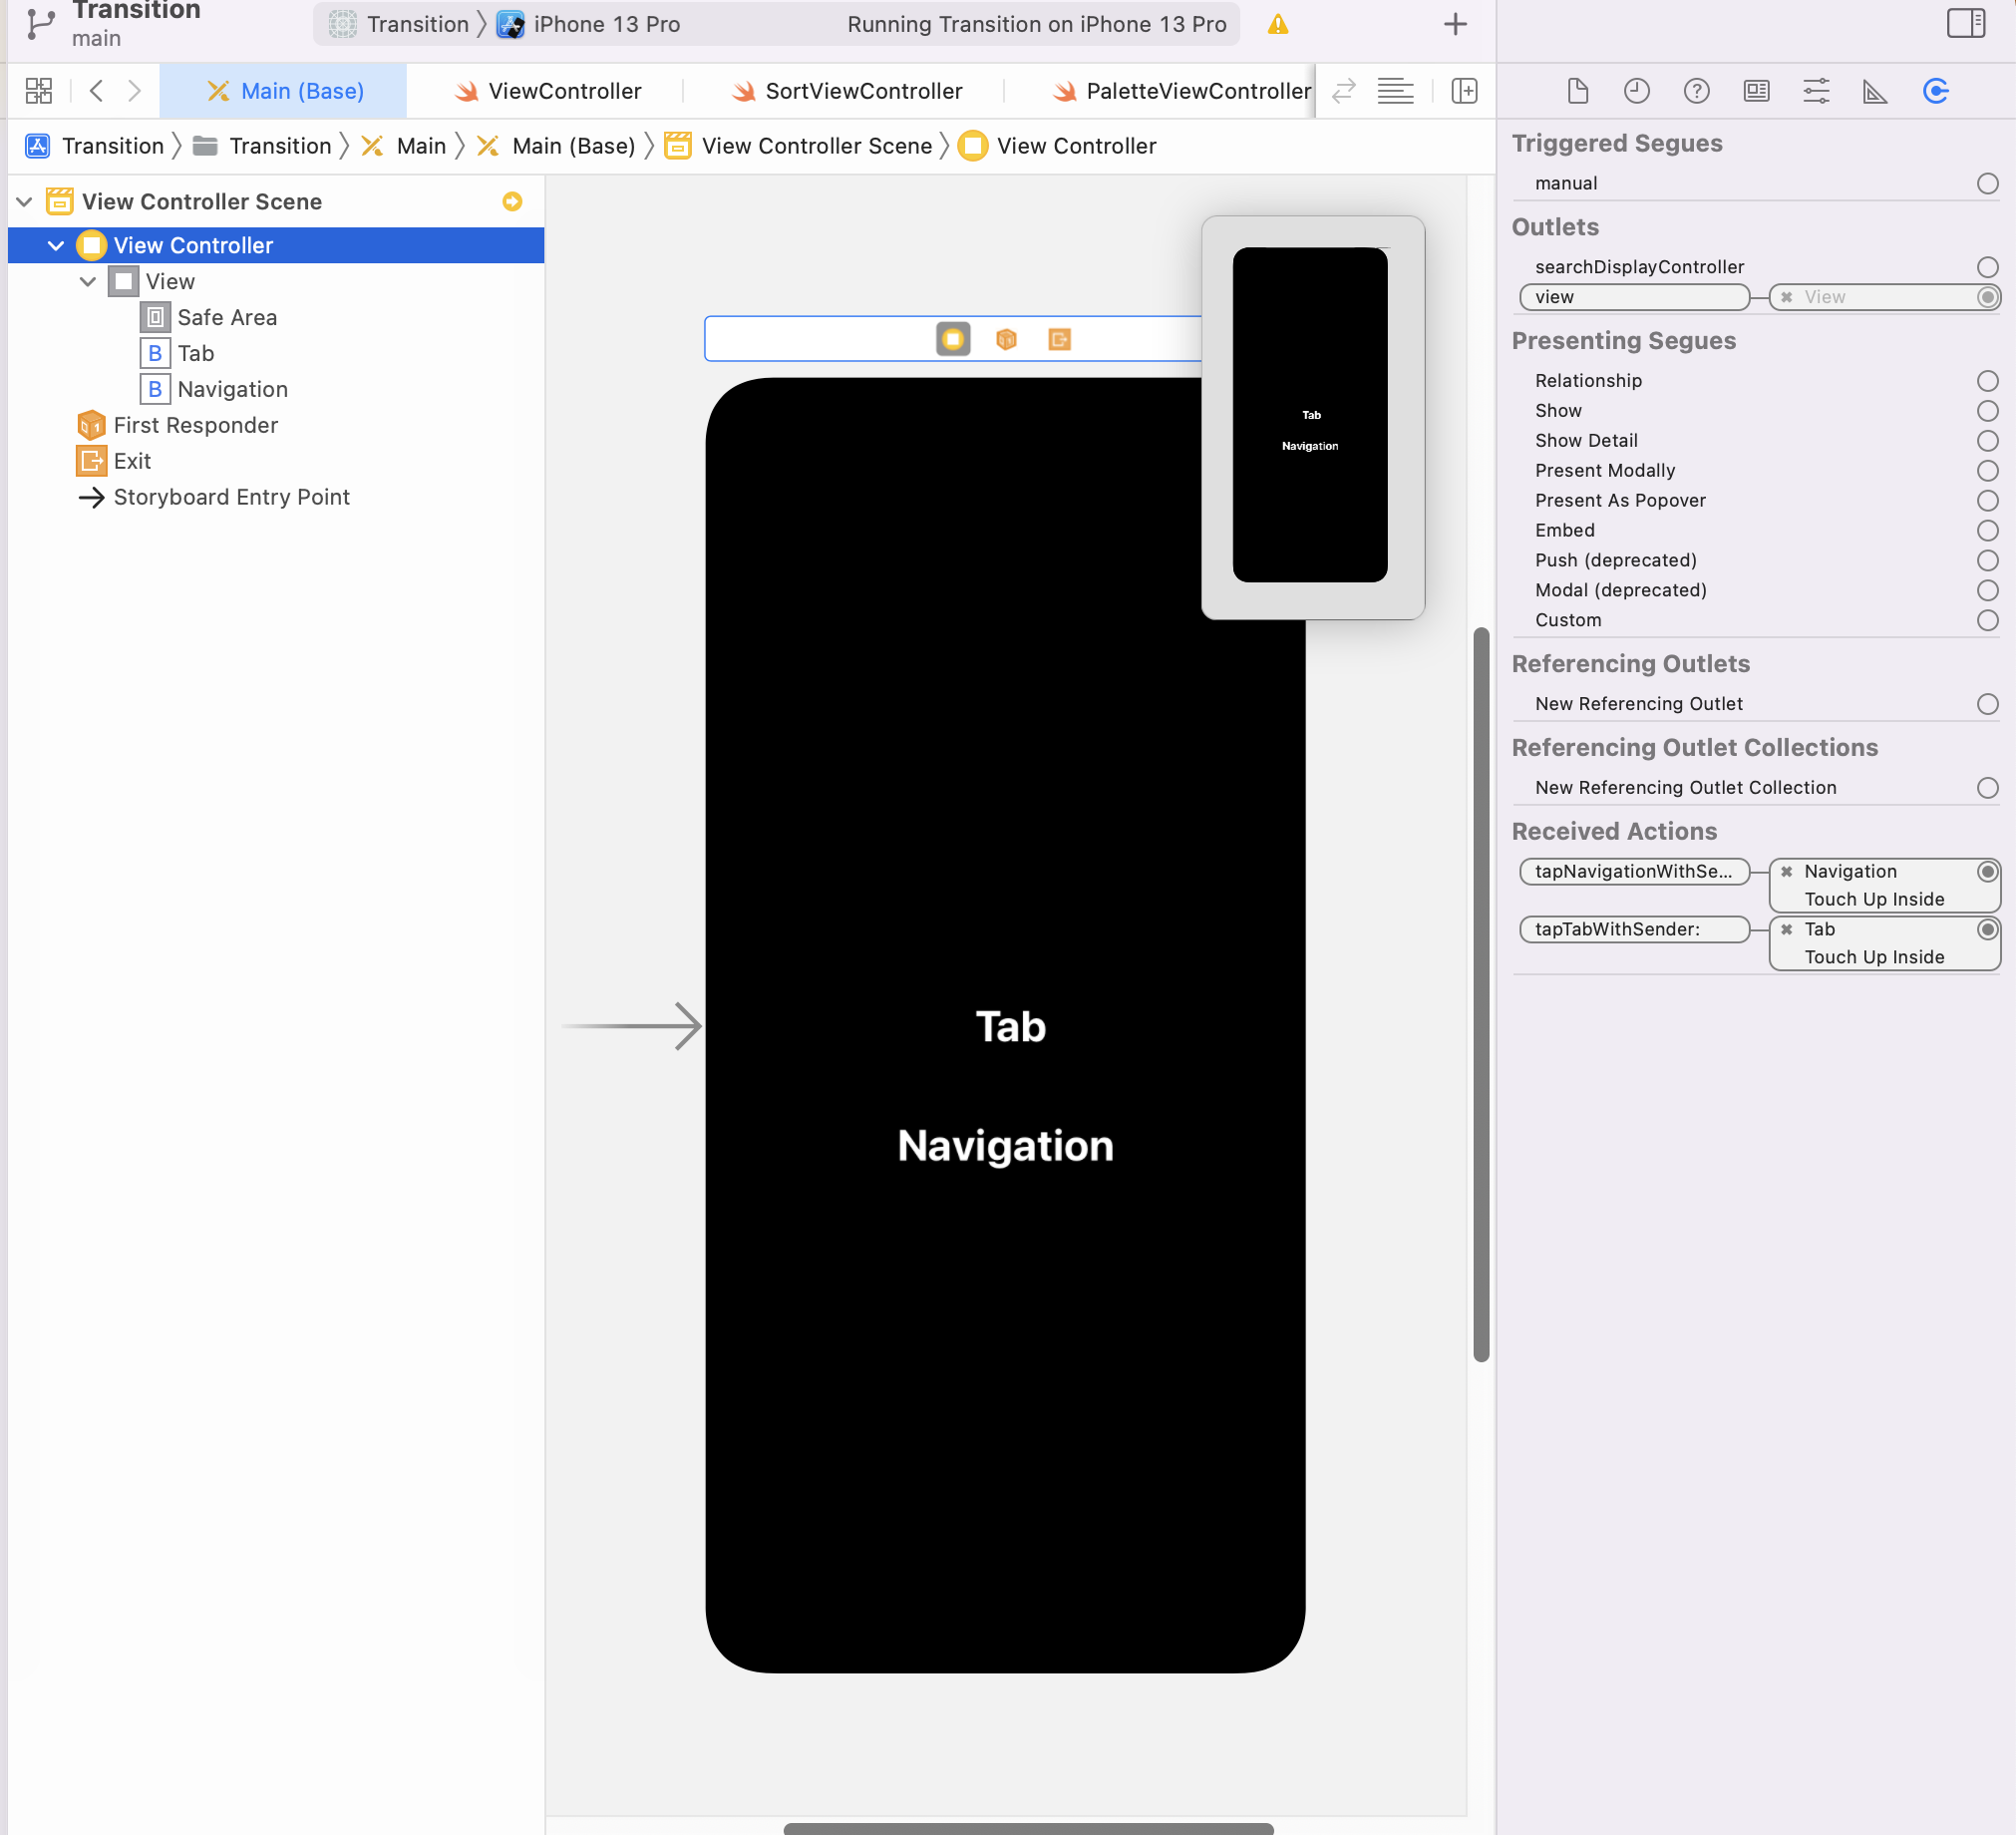 Transition
main
Transition
iPhone 13 Pro
Running Transition on iPhone 13 Pro
Main (Base)
ViewController
SortViewController
PaletteViewController
Transition
Transition
Main
Main (Base)
View Controller Scene
View Controller
View Controller Scene
View Controller
View
Safe Area
B Tab
B Navigation
First Responder
Exit
Storyboard Entry Point
Tab
Navigation
Tab
Navigation
Triggered Segues
manual
Outlets
searchDisplayController
view
View
Presenting Segues
Relationship
Show
Show Detail
Present Modally
Present As Popover
Embed
Push (deprecated)
Modal (deprecated)
Custom
Referencing Outlets
New Referencing Outlet
Referencing Outlet Collections
New Referencing Outlet Collection
Received Actions
tapNavigationWithSe...
Navigation
Touch Up Inside
tapTabWithSender:
Tab
Touch Up Inside